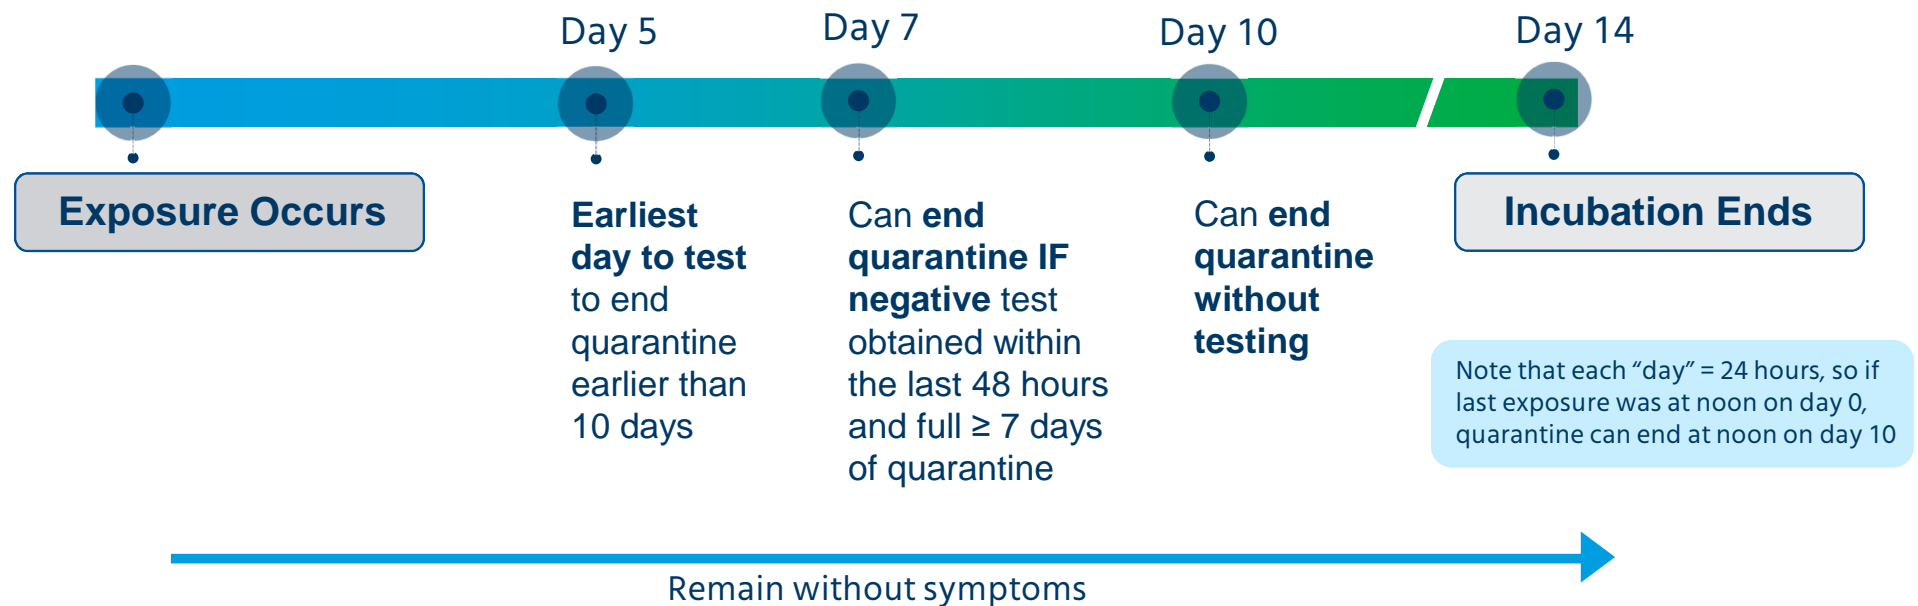 Day 5
Day 7
Day 10
Day 14
Exposure Occurs
Earliest
day to test
to end
quarantine
earlier than
10 days
Can end
quarantine IF
negative test
obtained within
the last 48 hours
and full ≥ 7 days
of quarantine
Can end
quarantine
without
testing
Incubation Ends
Note that each “day” = 24 hours, so if
last exposure was at noon on day 0,
quarantine can end at noon on day 10
Remain without symptoms